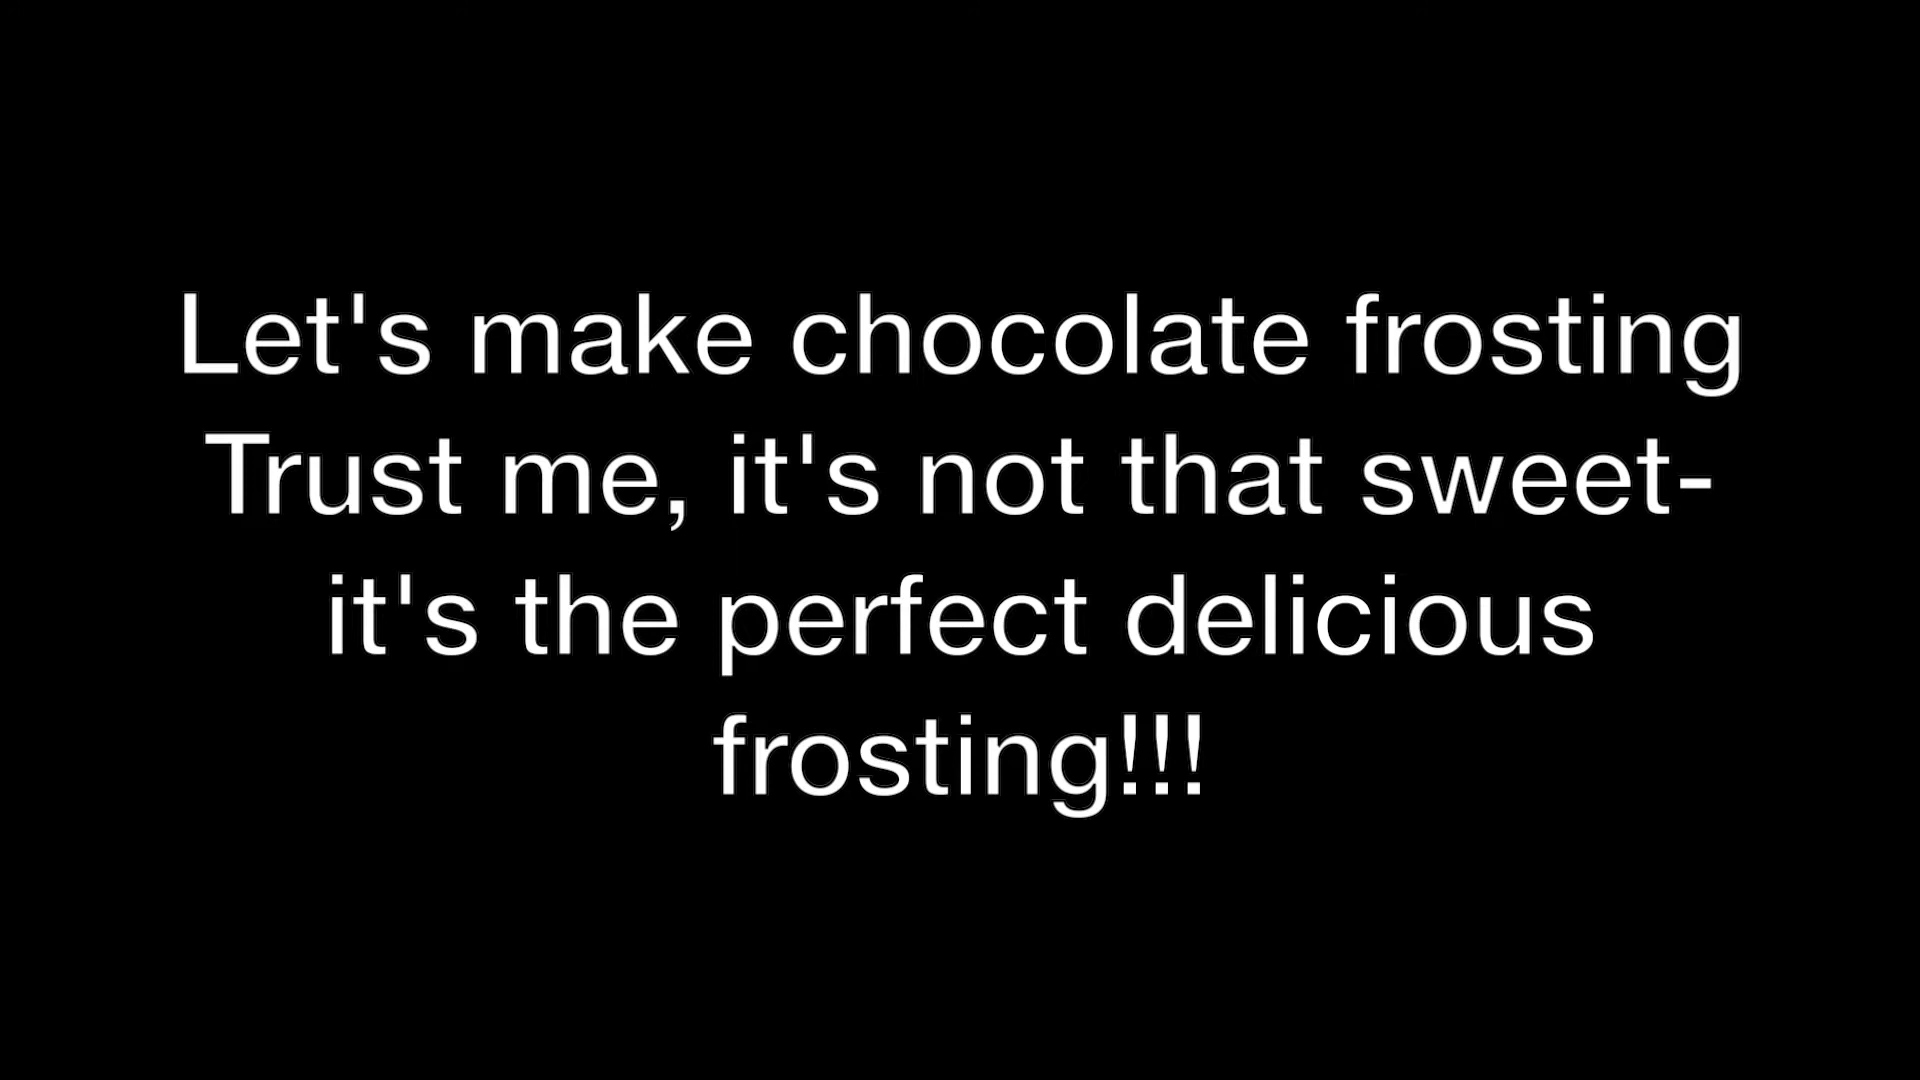 Let's make chocolate frosting
Trust me, it's not that sweet-
it's the perfect delicious
frosting!!!